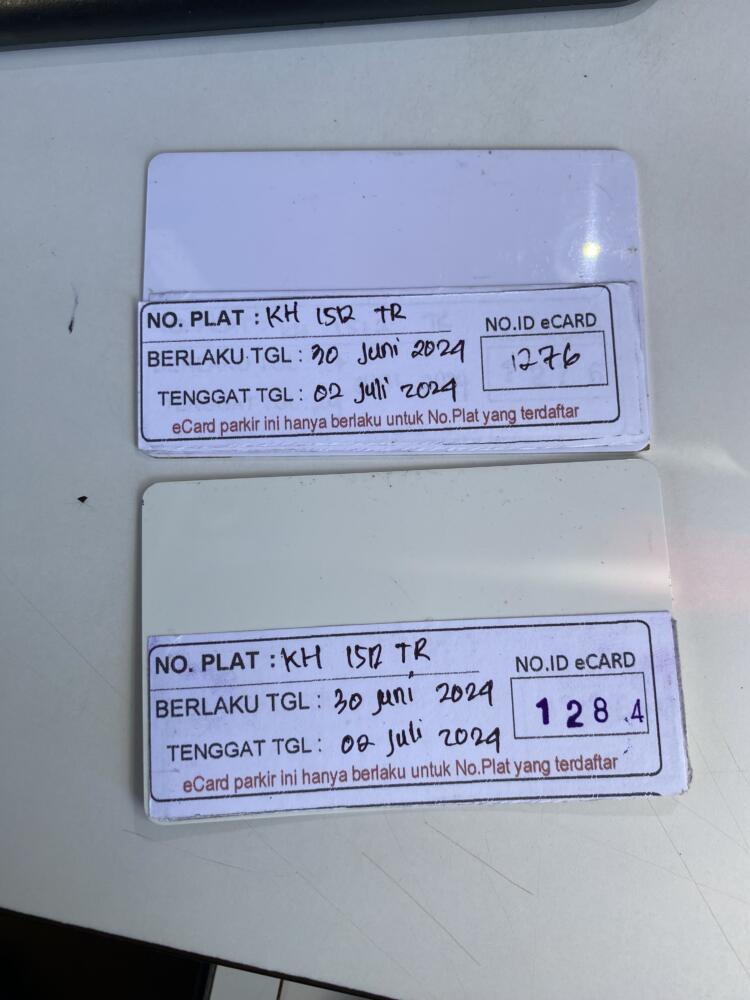 NO. PLAT : KH 1512 TR
NO.ID eCARD
BERLAKU TGL : 30 Juni 2024
1276
TENGGAT TGL : 02 Juli 2024
eCard parkir ini hanya berlaku untuk No.Plat yang terdaftar
NO. PLAT : KH 1512 TR
NO.ID eCARD
BERLAKU TGL : 30 Juni 2024
1284
TENGGAT TGL : 02 Juli 2024
eCard parkir ini hanya berlaku untuk No.Plat yang terdaftar